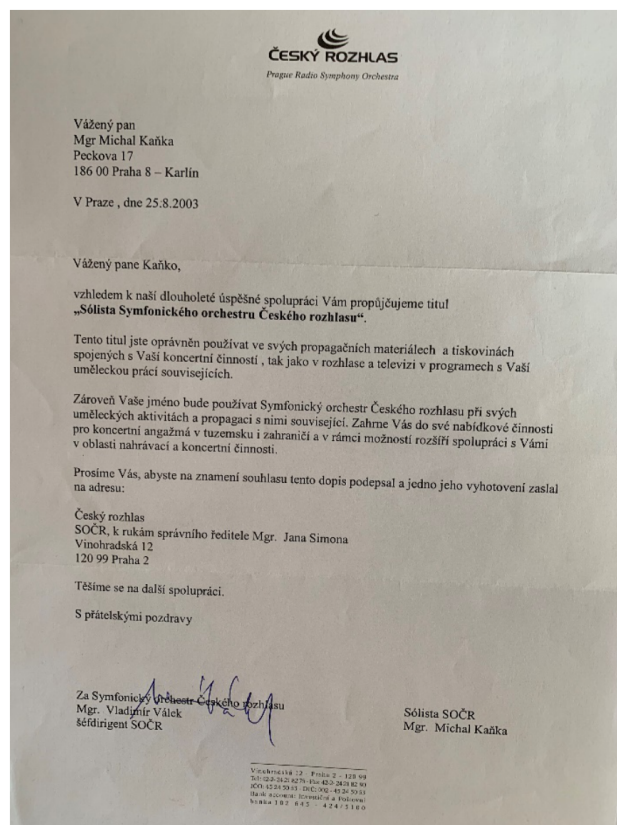 ČESKÝ ROZHLAS
Prague Radio Symphony Orchestra
Vážený pan
Mgr Michal Kaňka
Peckova 17
186 00 Praha 8 – Karlín
V Praze , dne 25.8.2003
Vážený pane Kaňko,
vzhledem k naší dlouholeté úspěšné spolupráci Vám propůjčujeme titul
„Sólista Symfonického orchestru Českého rozhlasu“.
Tento titul jste oprávněn používat ve svých propagačních materiálech a tiskovinách
spojených s Vaší koncertní činností , tak jako v rozhlase a televizi v programech s Vaší
uměleckou prácí souvisejících.
Zároveň Vaše jméno bude používat Symfonický orchestr Českého rozhlasu při svých
uměleckých aktivitách a propagaci s nimi související. Zahrne Vás do své nabídkové činnosti
pro koncertní angažmá v tuzemsku i zahraničí a v rámci možností rozšíří spolupráci s Vámi
v oblasti nahrávací a koncertní činnosti.
Prosíme Vás, abyste na znamení souhlasu tento dopis podepsal a jedno jeho vyhotovení zaslal
na adresu:
Český rozhlas
SOČR, k rukám správního ředitele Mgr. Jana Simona
Vinohradská 12
120 99 Praha 2
Těšíme se na další spolupráci.
S přátelskými pozdravy
Za Symfonický orchestr Českého rozhlasu
Mgr. Vladimír Válek
šéfdirigent SOČR
Sólista SOČR
Mgr. Michal Kaňka
Vinohradská 12 - Praha 2 - 120 99